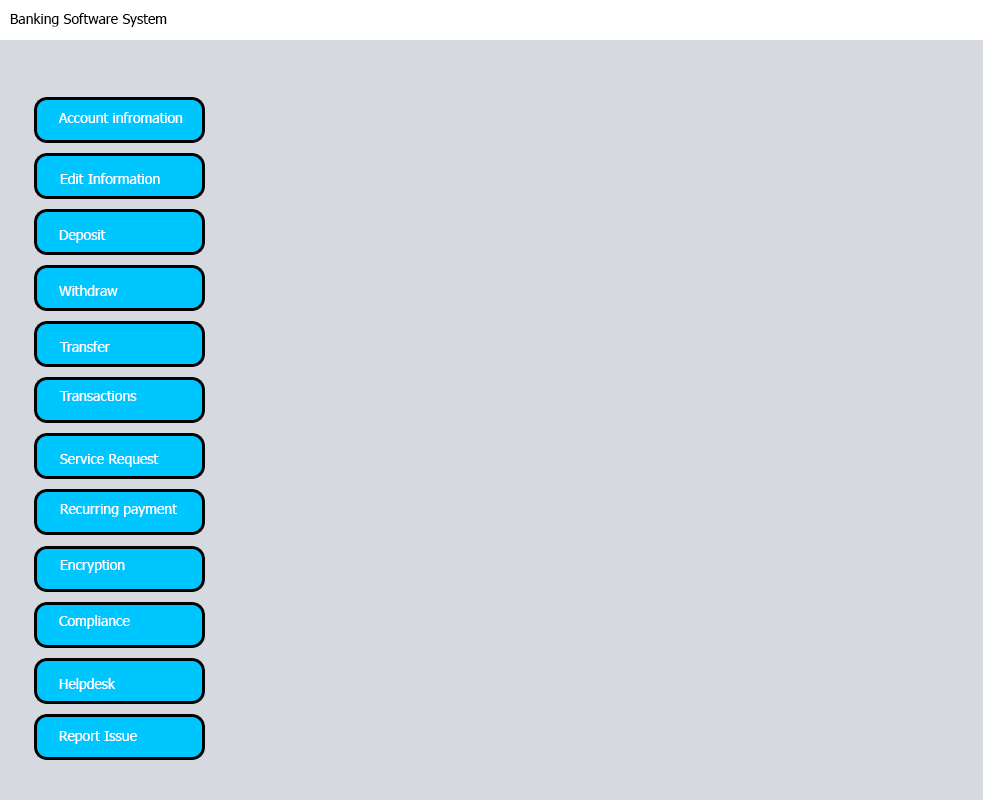 Banking Software System
Account infromation
Edit Information
Deposit
Withdraw
Transfer
Transactions
Service Request
Recurring payment
Encryption
Compliance
Helpdesk
Report Issue